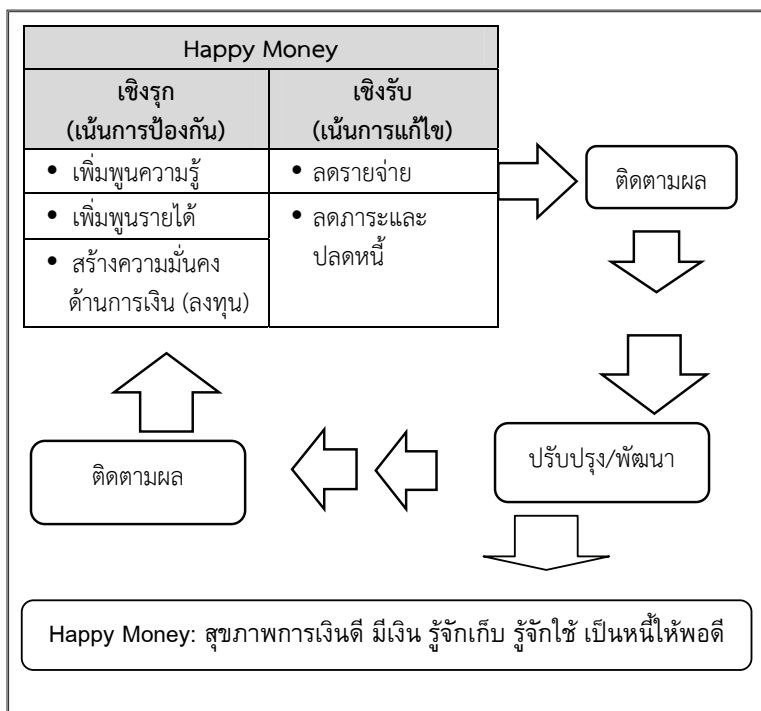 Happy Money
เชิงรุก
(เน้นการป้องกัน)
เชิงรับ
(เน้นการแก้ไข)
• เพิ่มพูนความรู้
• ลดรายจ่าย
• เพิ่มพูนรายได้
• ลดภาระและ
ปลดหนี้
• สร้างความมั่นคง
ด้านการเงิน (ลงทุน)
ติดตามผล
ปรับปรุง/พัฒนา
ติดตามผล
Happy Money: สุขภาพการเงินดี มีเงิน รู้จักเก็บ รู้จักใช้ เป็นหนี้ให้พอดี